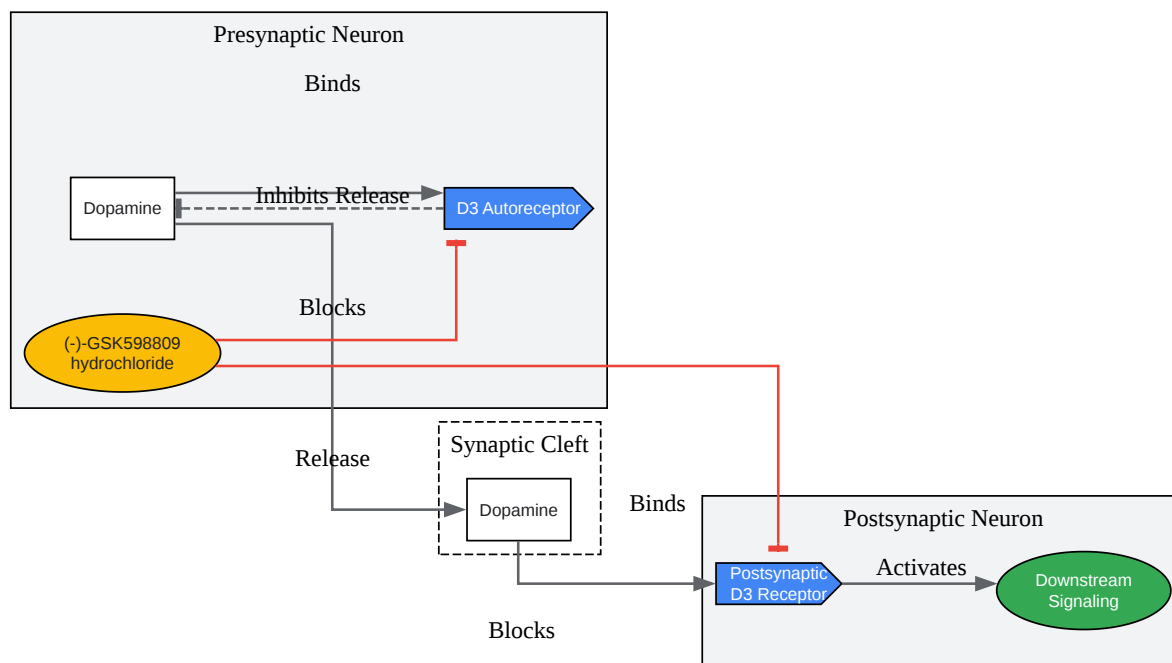 Presynaptic Neuron
Binds
Dopamine
Inhibits Release
D3 Autoreceptor
Blocks
(-)-GSK598809
hydrochloride
Synaptic Cleft
Release
Dopamine
Binds
Postsynaptic Neuron
Postsynaptic
D3 Receptor
Activates
Downstream
Signaling
Blocks